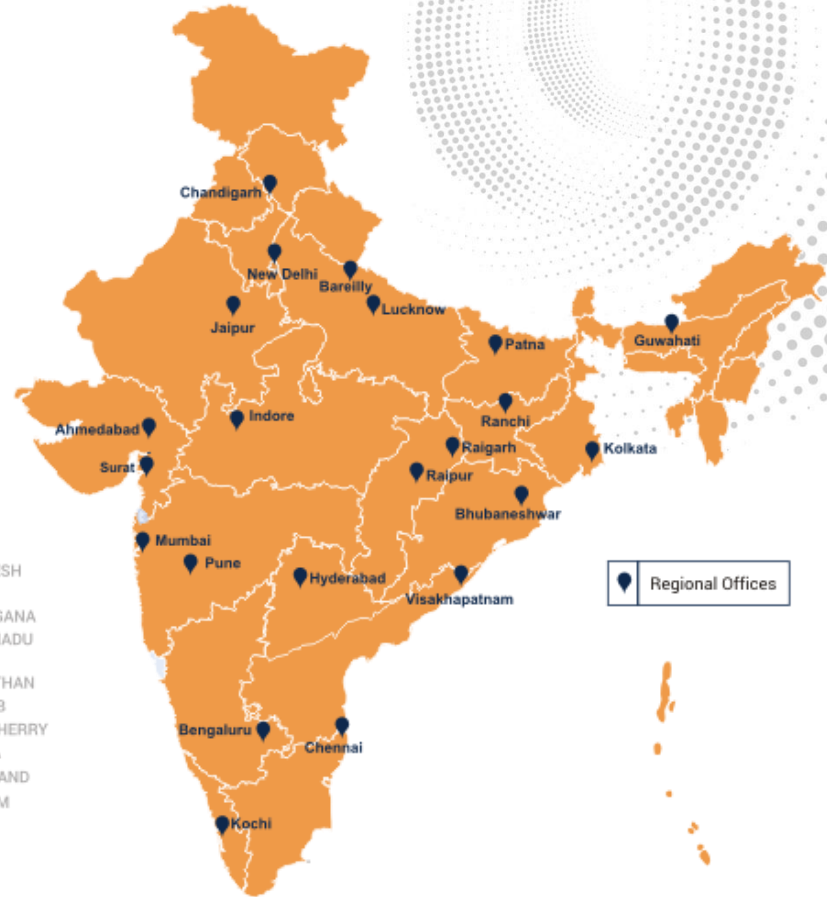 Chandigarh
New Delhi
Bareilly
Lucknow
Jaipur
Patna
Guwahati
Ranchi
Indore
Ahmedabad
Raigarh
Kolkata
Surat
Raipur
Bhubaneshwar
Mumbai
Pune
Hyderabad
Visakhapatnam
Regional Offices
Bengaluru
Chennai
Kochi